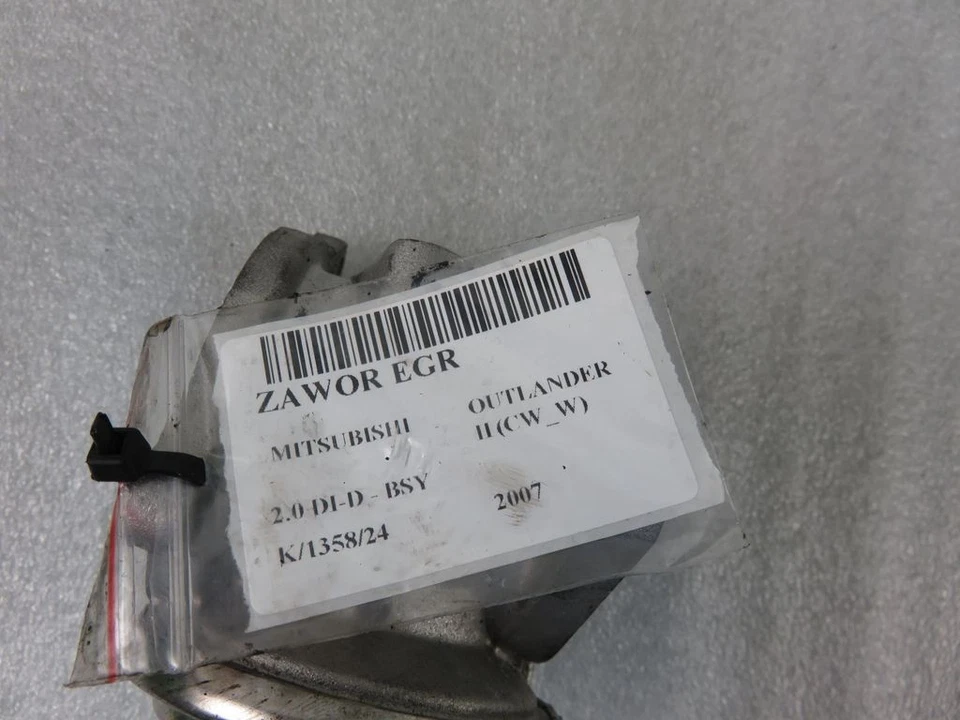 ZAWOR EGR
MITSUBISHI OUTLANDER
II (CW_W)
2.0 DI-D - BSY 2007
K/1358/24